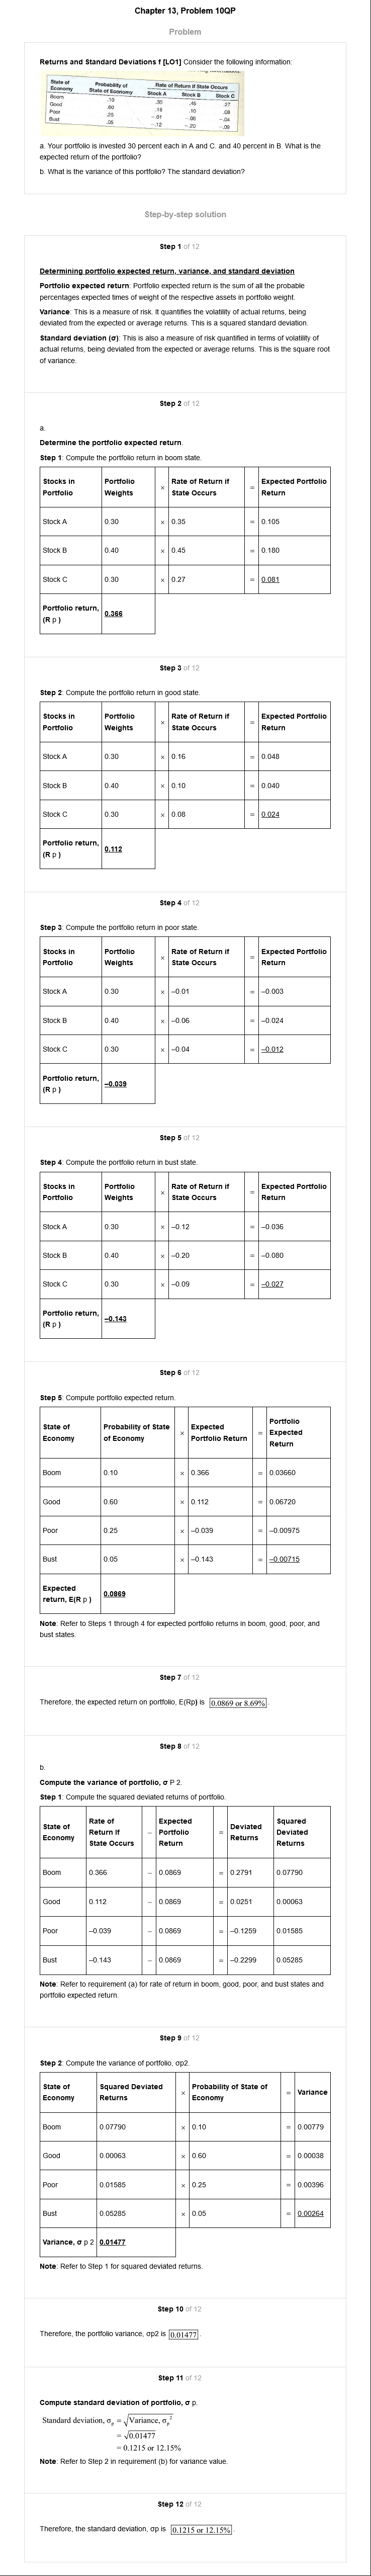 Chapter 13, Problem 10QP
Problem
Returns and Standard Deviations f [LO1] Consider the following information:
State of Economy Probability of State of Economy Rate of Return if State Occurs
Stock A Stock B Stock C
Boom .10 .45 .27
Good .60 .10 .08
Poor .25 -.01 -.06 -.04
Bust .05 -.12 -.20 -.09
a. Your portfolio is invested 30 percent each in A and C. and 40 percent in B. What is the
expected return of the portfolio?
b. What is the variance of this portfolio? The standard deviation?
Step-by-step solution
Step 1 of 12
Determining portfolio expected return, variance, and standard deviation
Portfolio expected return: Portfolio expected return is the sum of all the probable
percentages expected times of weight of the respective assets in portfolio weight.
Variance: This is a measure of risk. It quantifies the volatility of actual returns, being
deviated from the expected or average returns. This is a squared standard deviation.
Standard deviation (σ): This is also a measure of risk quantified in terms of volatility of
actual returns, being deviated from the expected or average returns. This is the square root
of variance.
Step 2 of 12
a.
Determine the portfolio expected return.
Step 1: Compute the portfolio return in boom state.
Stocks in Portfolio Portfolio Weights × Rate of Return if State Occurs = Expected Portfolio Return
Stock A 0.30 × 0.35 = 0.105
Stock B 0.40 × 0.45 = 0.180
Stock C 0.30 × 0.27 = 0.081
Portfolio return, (R p ) 0.366
Step 3 of 12
Step 2: Compute the portfolio return in good state.
Stocks in Portfolio Portfolio Weights × Rate of Return if State Occurs = Expected Portfolio Return
Stock A 0.30 × 0.16 = 0.048
Stock B 0.40 × 0.10 = 0.040
Stock C 0.30 × 0.08 = 0.024
Portfolio return, (R p ) 0.112
Step 4 of 12
Step 3: Compute the portfolio return in poor state.
Stocks in Portfolio Portfolio Weights × Rate of Return if State Occurs = Expected Portfolio Return
Stock A 0.30 × –0.01 = –0.003
Stock B 0.40 × –0.06 = –0.024
Stock C 0.30 × –0.04 = –0.012
Portfolio return, (R p ) –0.039
Step 5 of 12
Step 4: Compute the portfolio return in bust state.
Stocks in Portfolio Portfolio Weights × Rate of Return if State Occurs = Expected Portfolio Return
Stock A 0.30 × –0.12 = –0.036
Stock B 0.40 × –0.20 = –0.080
Stock C 0.30 × –0.09 = –0.027
Portfolio return, (R p ) –0.143
Step 6 of 12
Step 5: Compute portfolio expected return.
State of Economy Probability of State of Economy × Expected Portfolio Return = Portfolio Expected Return
Boom 0.10 × 0.366 = 0.03660
Good 0.60 × 0.112 = 0.06720
Poor 0.25 × –0.039 = –0.00975
Bust 0.05 × –0.143 = –0.00715
Expected return, E(R p ) 0.0869
Note: Refer to Steps 1 through 4 for expected portfolio returns in boom, good, poor, and
bust states.
Step 7 of 12
Therefore, the expected return on portfolio, E(Rp) is 0.0869 or 8.69%.
Step 8 of 12
b.
Compute the variance of portfolio, σ P 2.
Step 1: Compute the squared deviated returns of portfolio.
State of Economy Rate of Return If State Occurs – Expected Portfolio Return = Deviated Returns Squared Deviated Returns
Boom 0.366 – 0.0869 = 0.2791 0.07790
Good 0.112 – 0.0869 = 0.0251 0.00063
Poor –0.039 – 0.0869 = –0.1259 0.01585
Bust –0.143 – 0.0869 = –0.2299 0.05285
Note: Refer to requirement (a) for rate of return in boom, good, poor, and bust states and
portfolio expected return.
Step 9 of 12
Step 2: Compute the variance of portfolio, σp2.
State of Economy Squared Deviated Returns × Probability of State of Economy = Variance
Boom 0.07790 × 0.10 = 0.00779
Good 0.00063 × 0.60 = 0.00038
Poor 0.01585 × 0.25 = 0.00396
Bust 0.05285 × 0.05 = 0.00264
Variance, σ p 2 0.01477
Note: Refer to Step 1 for squared deviated returns.
Step 10 of 12
Therefore, the portfolio variance, σp2 is 0.01477.
Step 11 of 12
Compute standard deviation of portfolio, σ p.
Standard deviation, σp = √Variance, σp²
= √0.01477
= 0.1215 or 12.15%
Note: Refer to Step 2 in requirement (b) for variance value.
Step 12 of 12
Therefore, the standard deviation, σp is 0.1215 or 12.15%.